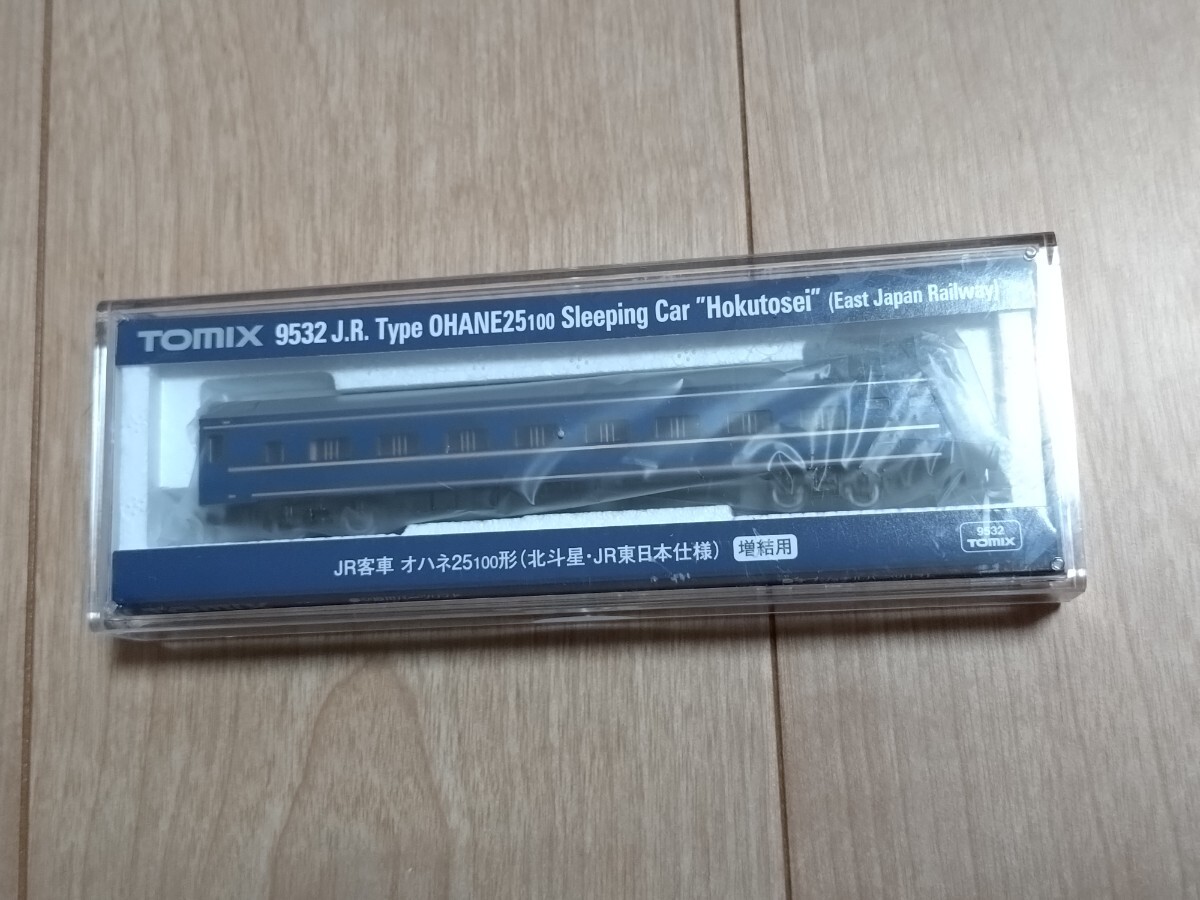 TOMIX 9532 J.R. Type OHANE25100 Sleeping Car "Hokutosei" (East Japan Railway)
JR客車 オハネ25100形(北斗星・JR東日本仕様) 増結用
9532
TOMIX